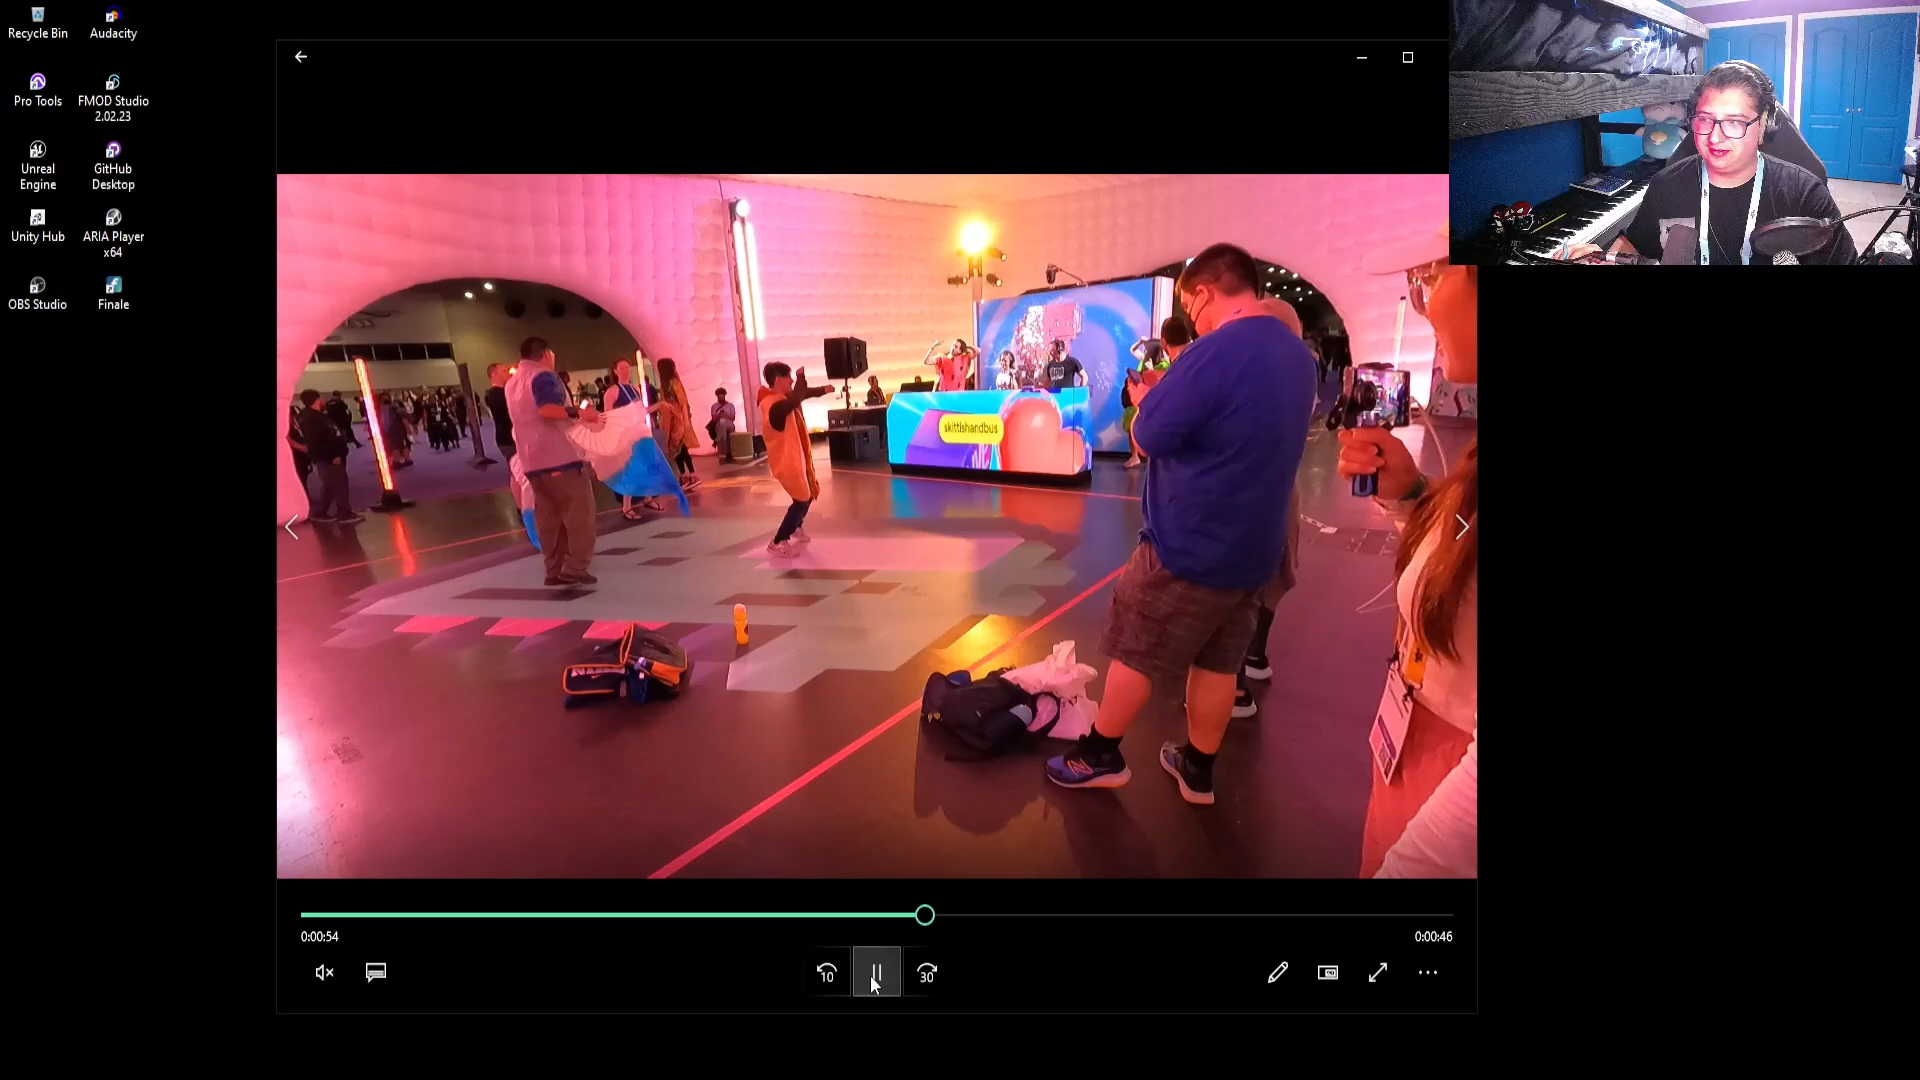 Recycle Bin
Audacity
Pro Tools
FMOD Studio
2.02.23
Unreal
Engine
GitHub
Desktop
Unity Hub
ARIA Player
x64
OBS Studio
Finale
skittishandbus
0:00:54
0:00:46
10
30